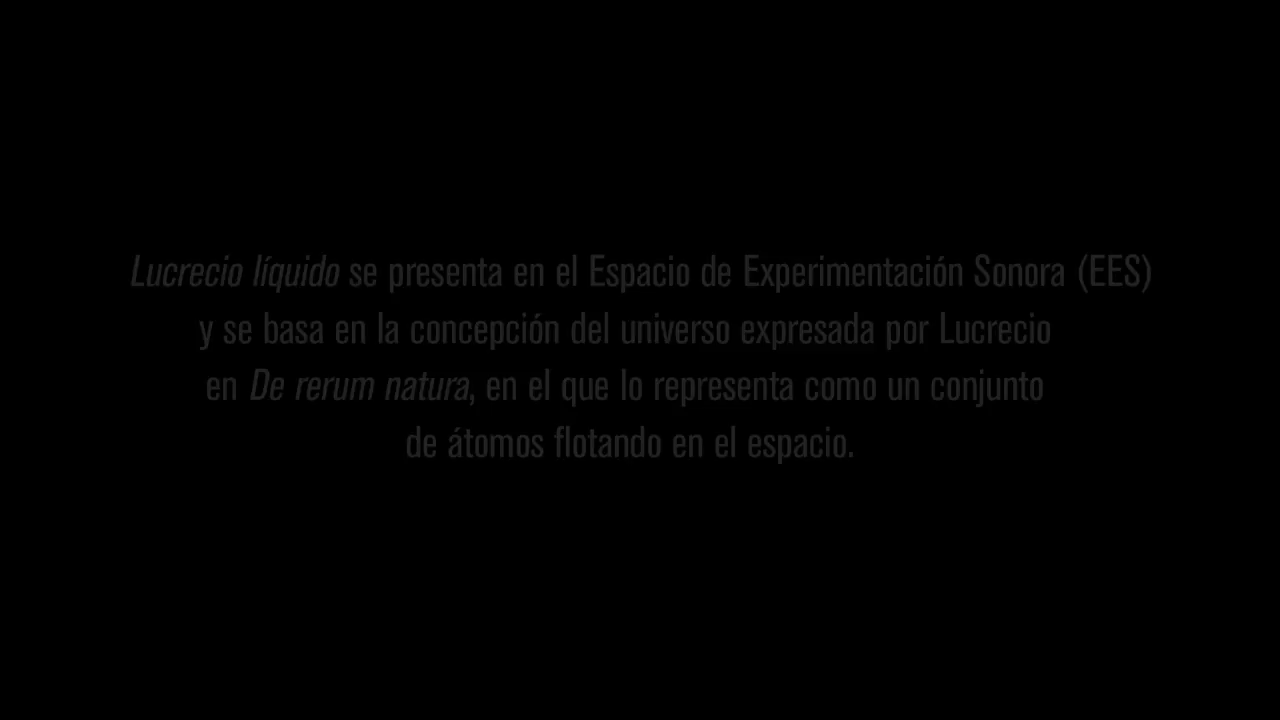 Lucrecio líquido se presenta en el Espacio de Experimentación Sonora (EES)
y se basa en la concepción del universo expresada por Lucrecio
en De rerum natura, en el que lo representa como un conjunto
de átomos flotando en el espacio.